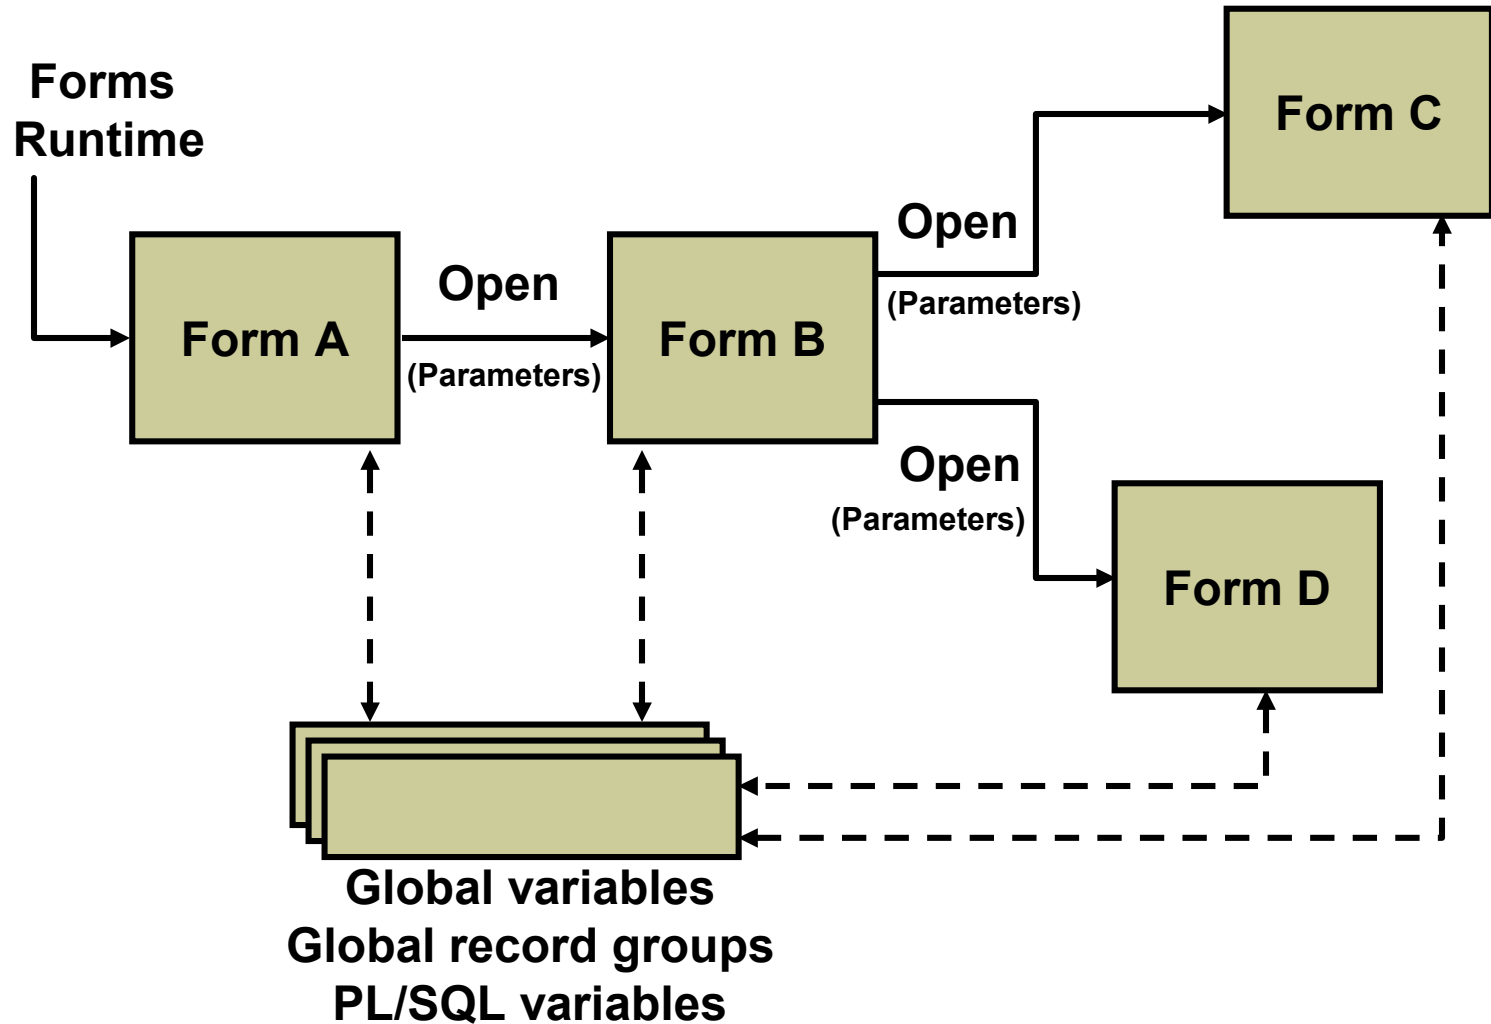 Forms
Runtime
Form A
Open
(Parameters)
Form B
Open
(Parameters)
Form C
Open
(Parameters)
Form D
Global variables
Global record groups
PL/SQL variables